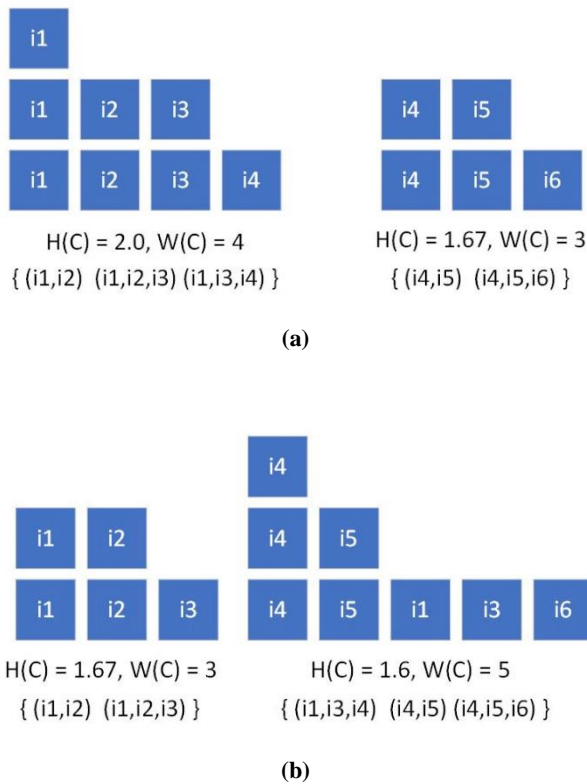 i1
i1 i2 i3
i1 i2 i3 i4
H(C) = 2.0, W(C) = 4
{ (i1,i2) (i1,i2,i3) (i1,i3,i4) }
i4 i5
i4 i5 i6
H(C) = 1.67, W(C) = 3
{ (i4,i5) (i4,i5,i6) }
(a)
i1 i2
i1 i2 i3
H(C) = 1.67, W(C) = 3
{ (i1,i2) (i1,i2,i3) }
i4
i4 i5
i4 i5 i1 i3 i6
H(C) = 1.6, W(C) = 5
{ (i1,i3,i4) (i4,i5) (i4,i5,i6) }
(b)